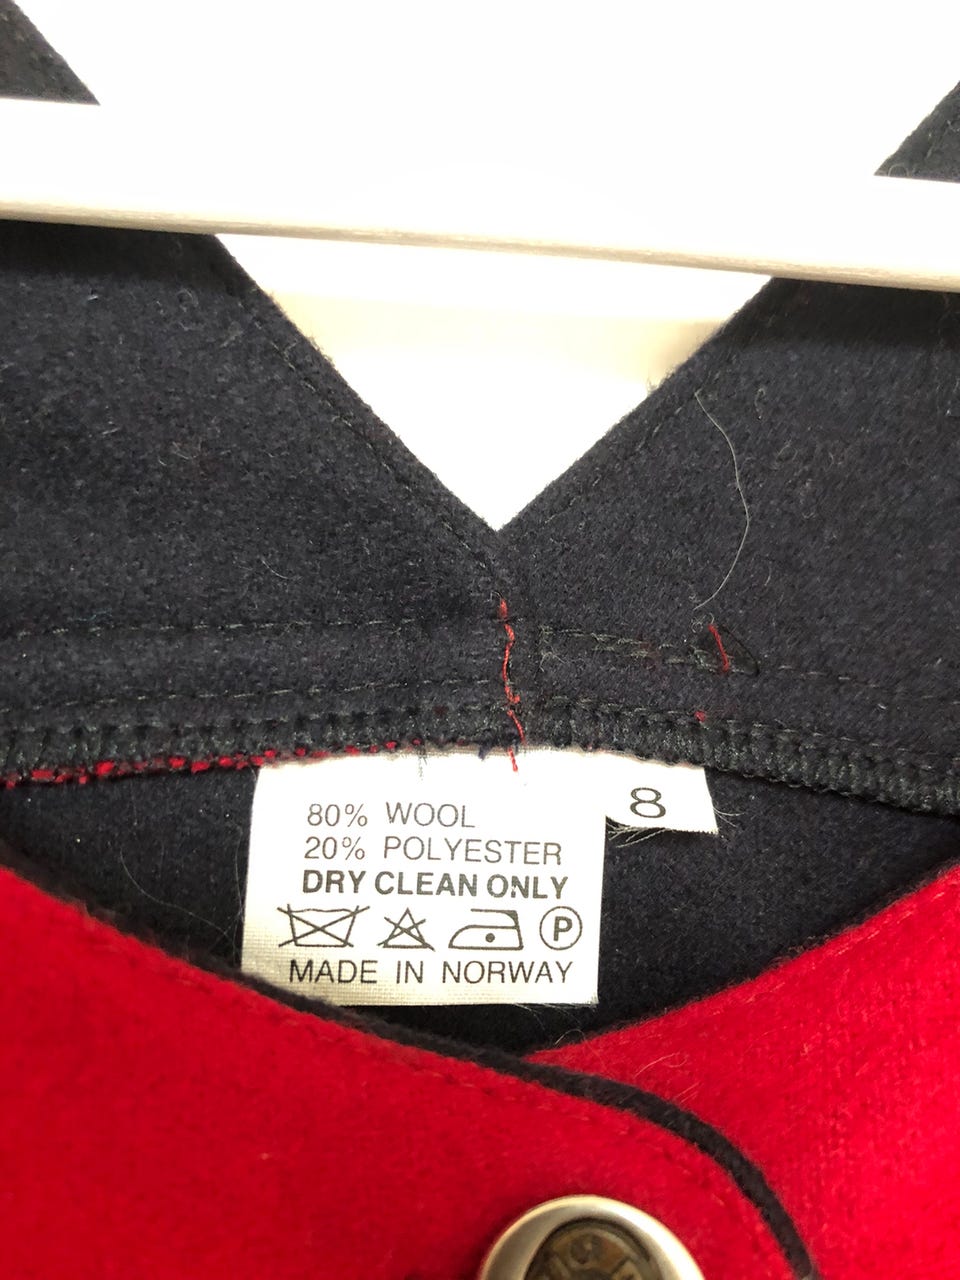 80% WOOL
20% POLYESTER
DRY CLEAN ONLY
P
MADE IN NORWAY
8